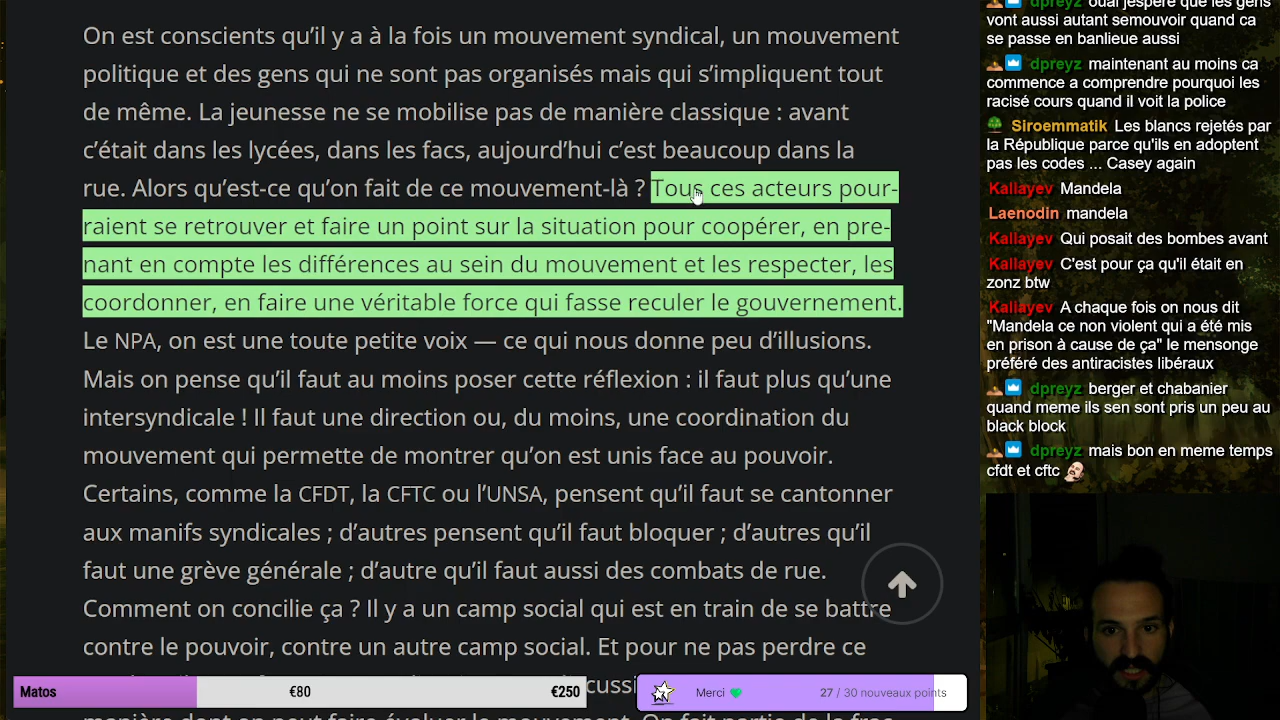 On est conscients qu’il y a à la fois un mouvement syndical, un mouvement
politique et des gens qui ne sont pas organisés mais qui s’impliquent tout
de même. La jeunesse ne se mobilise pas de manière classique : avant
c’était dans les lycées, dans les facs, aujourd’hui c’est beaucoup dans la
rue. Alors qu’est-ce qu’on fait de ce mouvement-là ? Tous ces acteurs pour-
raient se retrouver et faire un point sur la situation pour coopérer, en pre-
nant en compte les différences au sein du mouvement et les respecter, les
coordonner, en faire une véritable force qui fasse reculer le gouvernement.
Le NPA, on est une toute petite voix — ce qui nous donne peu d’illusions.
Mais on pense qu’il faut au moins poser cette réflexion : il faut plus qu’une
intersyndicale ! Il faut une direction ou, du moins, une coordination du
mouvement qui permette de montrer qu’on est unis face au pouvoir.
Certains, comme la CFDT, la CFTC ou l’UNSA, pensent qu’il faut se cantonner
aux manifs syndicales ; d’autres pensent qu’il faut bloquer ; d’autres qu’il
faut une grève générale ; d’autre qu’il faut aussi des combats de rue.
Comment on concilie ça ? Il y a un camp social qui est en train de se battre
contre le pouvoir, contre un autre camp social. Et pour ne pas perdre ce
Matos €80 €250
Merci 27 / 30 nouveaux points
dpreyz ouai jespere que les gens
vont aussi autant semouvoir quand ca
se passe en banlieue aussi
dpreyz maintenant au moins ca
commence a comprendre pourquoi les
racisé cours quand il voit la police
Siroemmatik Les blancs rejetés par
la République parce qu'ils en adoptent
pas les codes ... Casey again
Kallayev Mandela
Laenodin mandela
Kallayev Qui posait des bombes avant
Kallayev C'est pour ça qu'il était en
zonz btw
Kallayev A chaque fois on nous dit
"Mandela ce non violent qui a été mis
en prison à cause de ça" le mensonge
préféré des antiracistes libéraux
dpreyz berger et chabanier
quand meme ils sen sont pris un peu au
black block
dpreyz mais bon en meme temps
cfdt et cftc